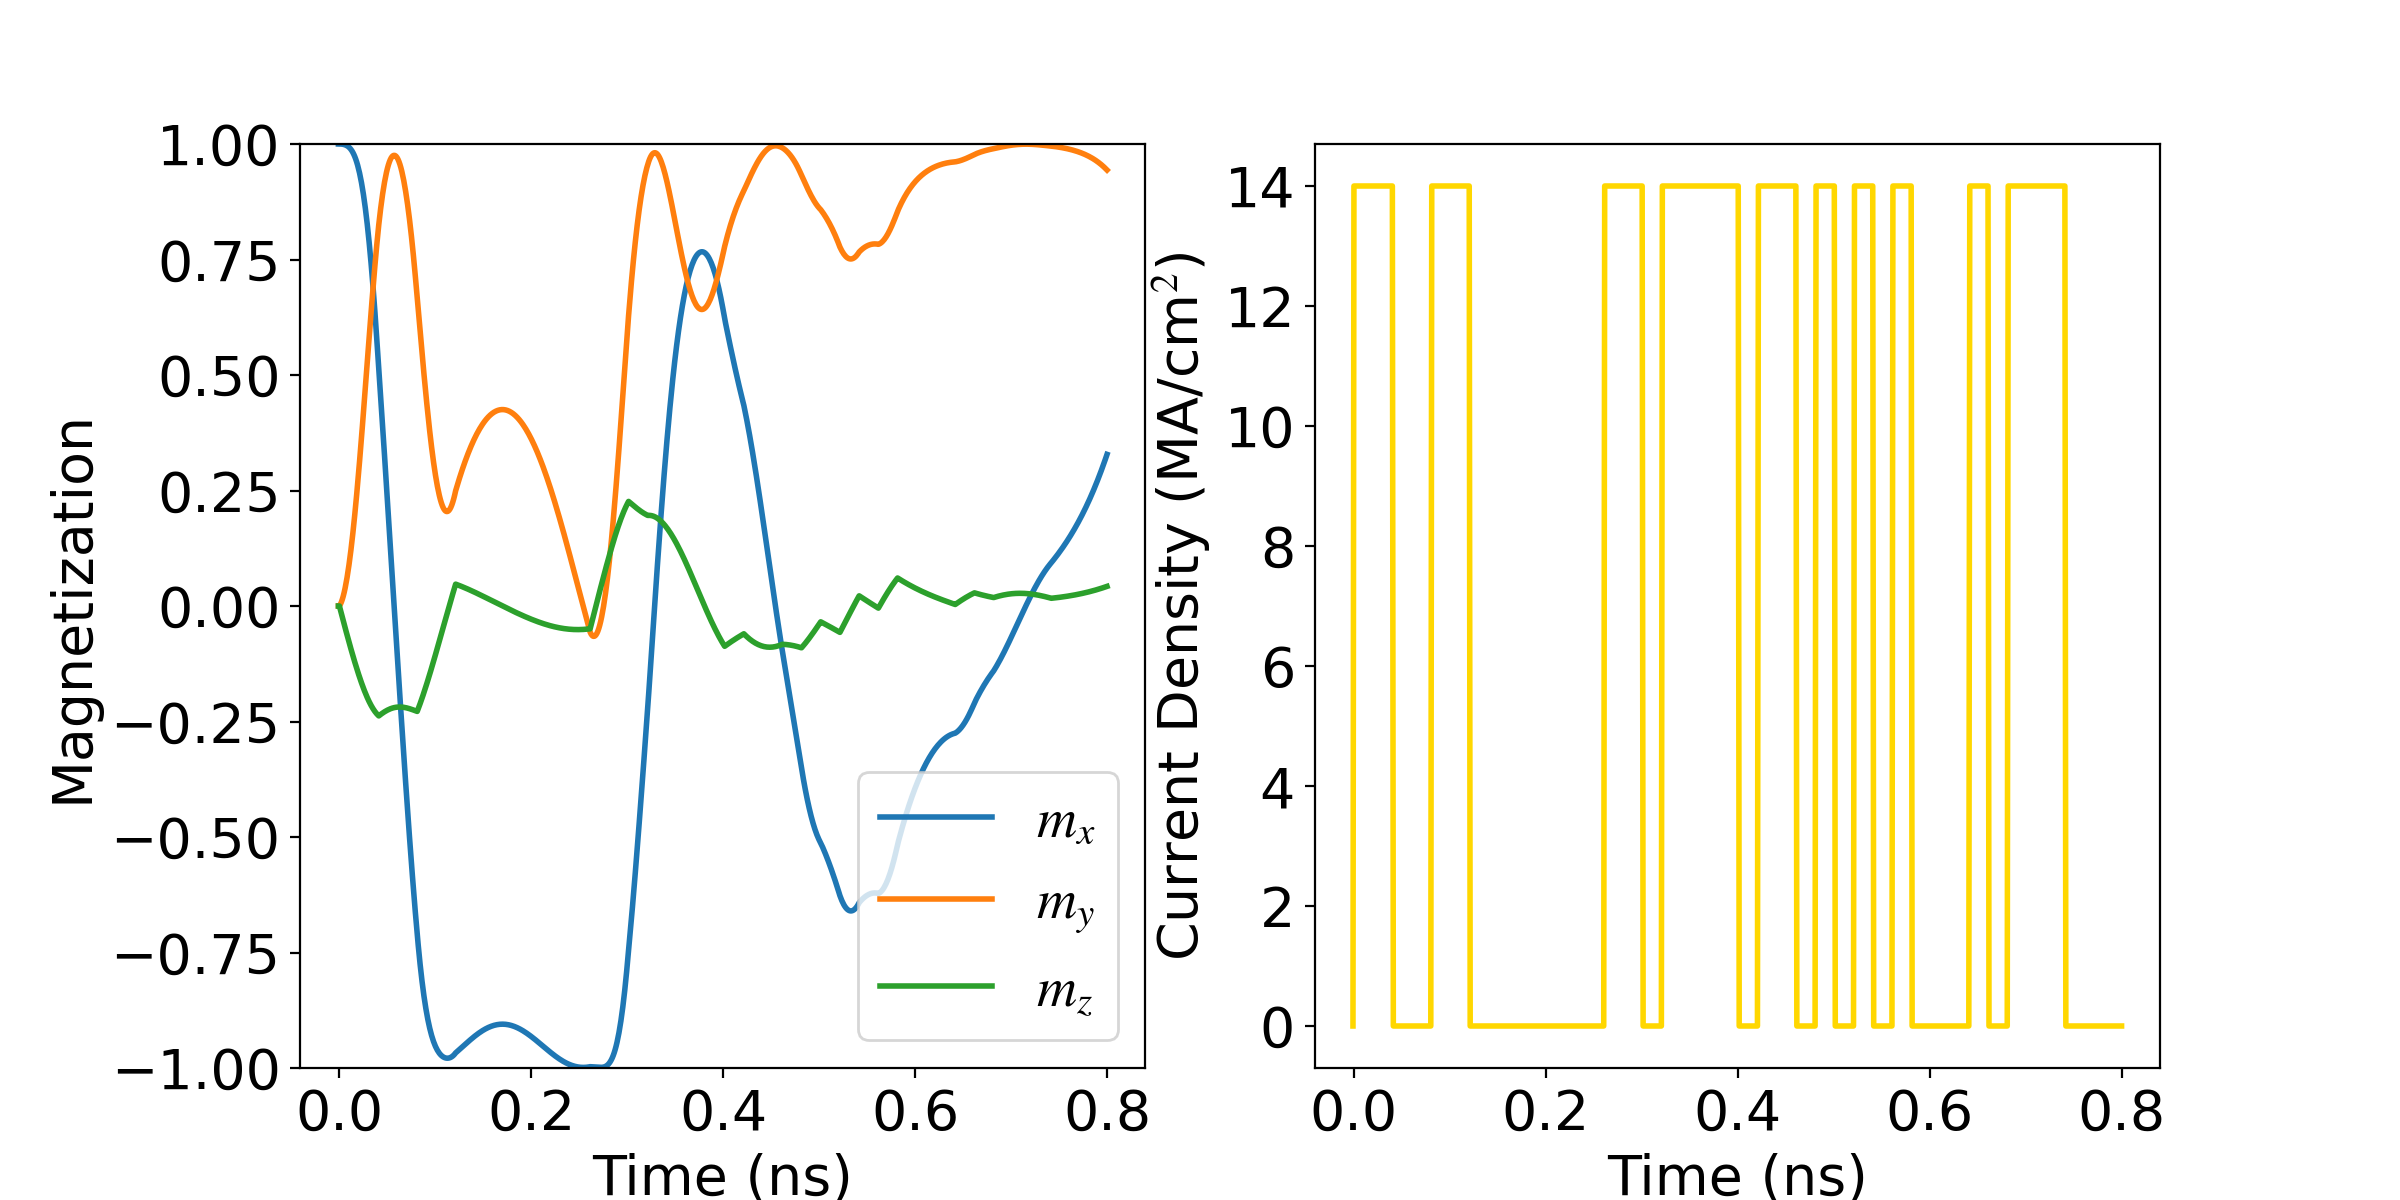 Magnetization
1.00
0.75
0.50
0.25
0.00
−0.25
−0.50
−0.75
−1.00
0.0 0.2 0.4 0.6 0.8
Time (ns)
m_x
m_y
m_z
Current Density (MA/cm²)
14
12
10
8
6
4
2
0
0.0 0.2 0.4 0.6 0.8
Time (ns)